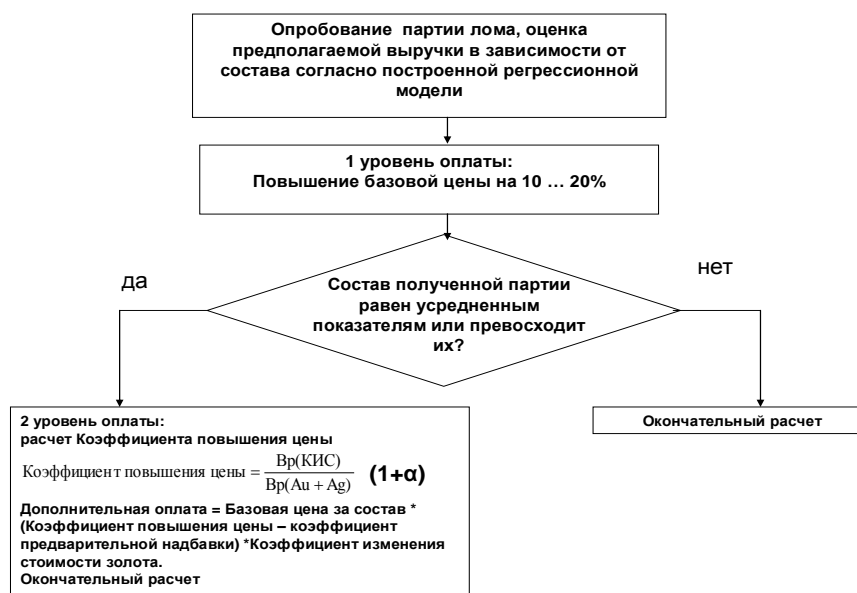 Опробование партии лома, оценка
предполагаемой выручки в зависимости от
состава согласно построенной регрессионной
модели
1 уровень оплаты:
Повышение базовой цены на 10 … 20%
да
нет
Состав полученной партии
равен усредненным
показателям или превосходит
их?
2 уровень оплаты:
расчет Коэффициента повышения цены
Коэффициент повышения цены = Вр(КИС) / Вр(Au + Ag) (1+α)
Дополнительная оплата = Базовая цена за состав *
(Коэффициент повышения цены – коэффициент
предварительной надбавки) *Коэффициент изменения
стоимости золота.
Окончательный расчет
Окончательный расчет